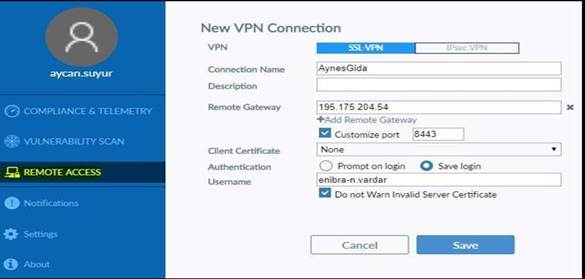 aycan.suyur
COMPLIANCE & TELEMETRY
VULNERABILITY SCAN
REMOTE ACCESS
Notifications
Settings
About
New VPN Connection
VPN SSL-VPN IPsec VPN
Connection Name AynesGida
Description
Remote Gateway 195.175.204.54
+Add Remote Gateway
Customize port 8443
Client Certificate None
Authentication Prompt on login Save login
Username enibra-n.vardar
Do not Warn Invalid Server Certificate
Cancel Save